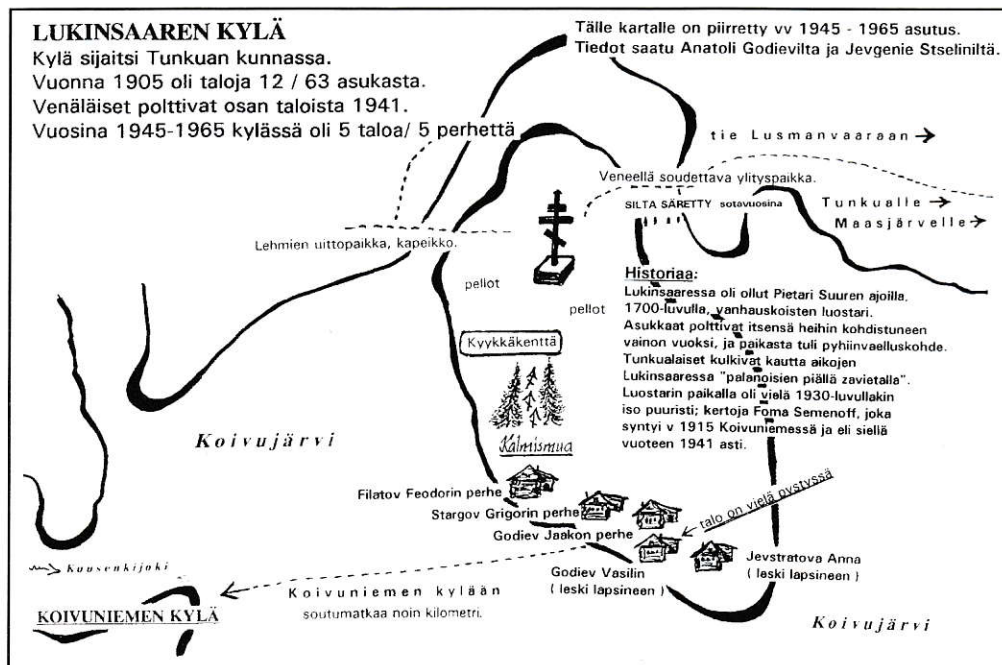 LUKINSAAREN KYLÄ
Kylä sijaitsi Tunkuan kunnassa.
Vuonna 1905 oli taloja 12 / 63 asukasta.
Venäläiset polttivat osan taloista 1941.
Vuosina 1945-1965 kylässä oli 5 taloa/ 5 perhettä
Tälle kartalle on piirretty vv 1945 - 1965 asutus.
Tiedot saatu Anatoli Godievilta ja Jevgenie Stseliniltä.
tie Lusmanvaaraan
Veneellä soudettava ylityspaikka.
SILTA SÄRETTY sotavuosina
Tunkualle
Maasjärvelle
Lehmien uittopaikka, kapeikko.
pellot
pellot
Kyykkäkenttä
Kalmismua
Historiaa:
Lukinsaaressa oli ollut Pietari Suuren ajoilla,
1700-luvulla, vanhauskoisten luostari.
Asukkaat polttivat itsensä heihin kohdistuneen
vainon vuoksi, ja paikasta tuli pyhiinvaelluskohde.
Tunkualaiset kulkivat kautta aikojen
Lukinsaaressa "palanoisien piällä zavietalla".
Luostarin paikalla oli vielä 1930-luvullakin
iso puuristi; kertoja Foma Semenoff, joka
syntyi v 1915 Koivuniemessä ja eli siellä
vuoteen 1941 asti.
Koivujärvi
Filatov Feodorin perhe
Stargov Grigorin perhe
Godiev Jaakon perhe
talo on vielä pystyssä
Godiev Vasilin
( leski lapsineen )
Jevstratova Anna
( leski lapsineen )
Kuusenkijoki
KOIVUNIEMEN KYLÄ
Koivuniemen kylään
soutumatkaa noin kilometri.
Koivujärvi